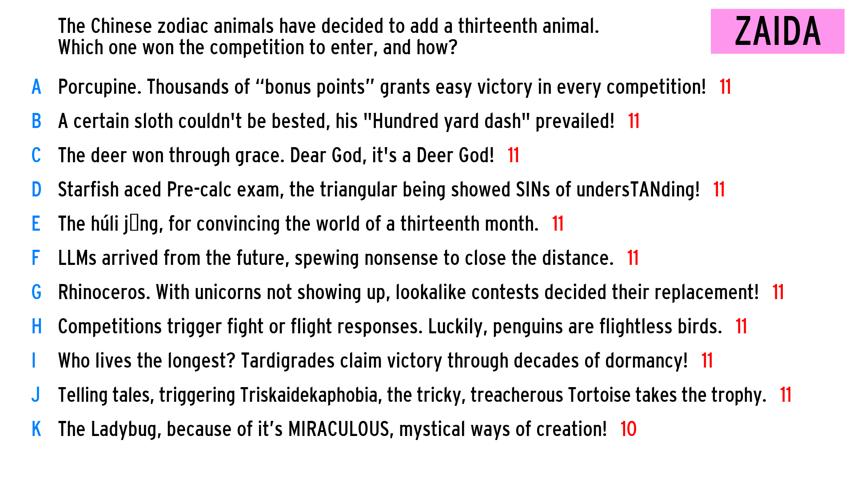 The Chinese zodiac animals have decided to add a thirteenth animal.
Which one won the competition to enter, and how?
ZAIDA
A Porcupine. Thousands of “bonus points” grants easy victory in every competition! 11
B A certain sloth couldn't be bested, his "Hundred yard dash" prevailed! 11
C The deer won through grace. Dear God, it's a Deer God! 11
D Starfish aced Pre-calc exam, the triangular being showed SINs of undersTANding! 11
E The húli j▯ng, for convincing the world of a thirteenth month. 11
F LLMs arrived from the future, spewing nonsense to close the distance. 11
G Rhinoceros. With unicorns not showing up, lookalike contests decided their replacement! 11
H Competitions trigger fight or flight responses. Luckily, penguins are flightless birds. 11
I Who lives the longest? Tardigrades claim victory through decades of dormancy! 11
J Telling tales, triggering Triskaidekaphobia, the tricky, treacherous Tortoise takes the trophy. 11
K The Ladybug, because of it’s MIRACULOUS, mystical ways of creation! 10